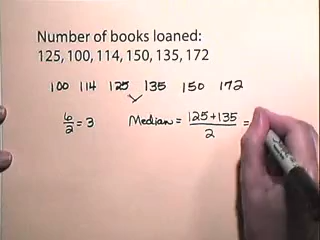 Number of books loaned:
125, 100, 114, 150, 135, 172
100 114 125 135 150 172
6/2 = 3 Median = 125+135/2 =